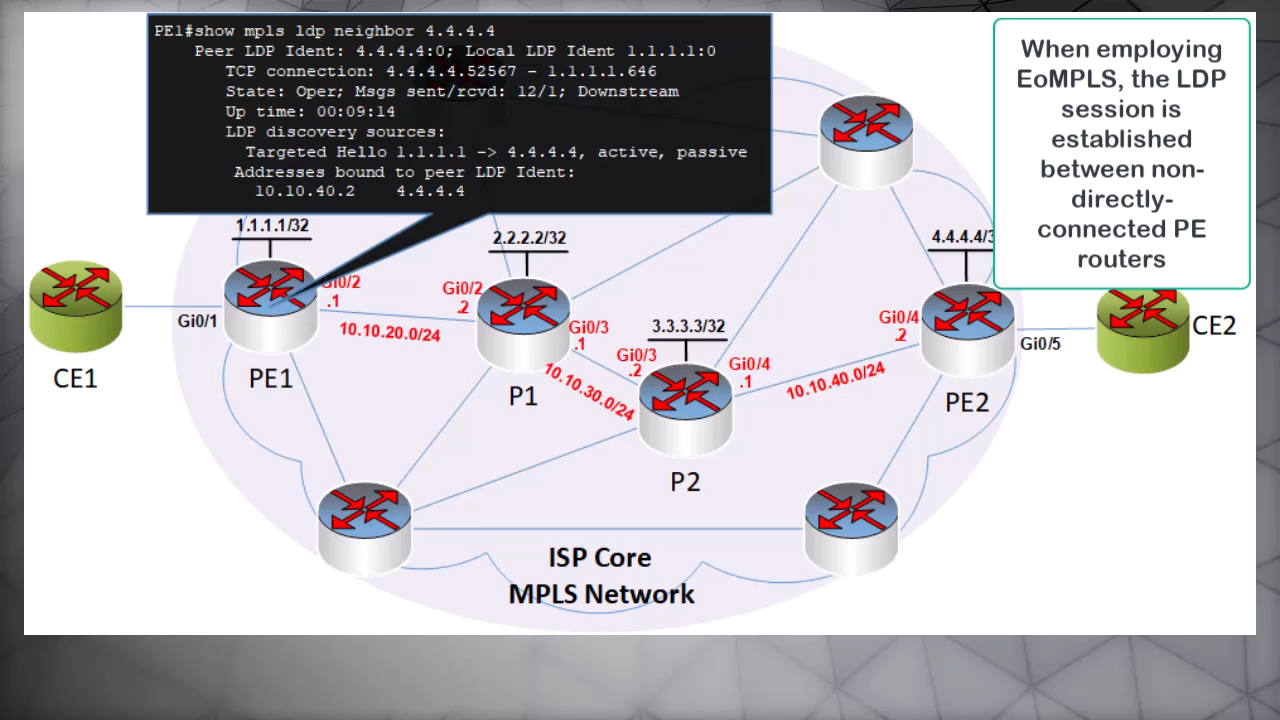 PE1#show mpls ldp neighbor 4.4.4.4
Peer LDP Ident: 4.4.4.4:0; Local LDP Ident 1.1.1.1:0
TCP connection: 4.4.4.4.52567 - 1.1.1.1.646
State: Oper; Msgs sent/rcvd: 12/1; Downstream
Up time: 00:09:14
LDP discovery sources:
Targeted Hello 1.1.1.1 -> 4.4.4.4, active, passive
Addresses bound to peer LDP Ident:
10.10.40.2 4.4.4.4
When employing
EoMPLS, the LDP
session is
established
between non-
directly-
connected PE
routers
1.1.1.1/32
2.2.2.2/32
4.4.4.4/3
Gi0/2
.1
Gi0/2
.2
Gi0/1
10.10.20.0/24
Gi0/3
.1
3.3.3.3/32
Gi0/4
.2
Gi0/5
CE2
Gi0/3
.2
Gi0/4
.1
10.10.30.0/24
10.10.40.0/24
CE1
PE1
P1
PE2
P2
ISP Core
MPLS Network